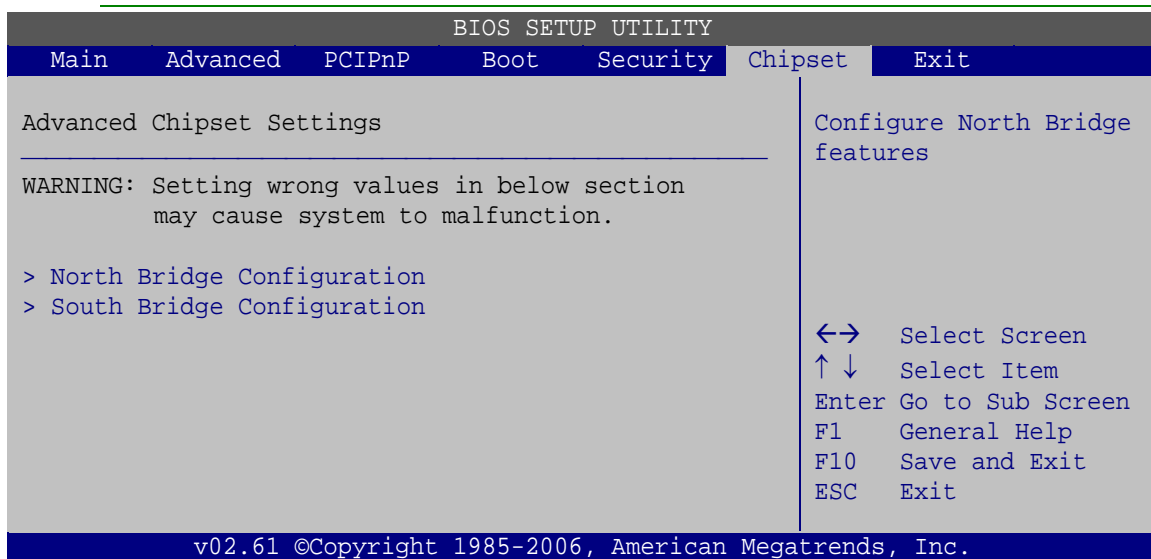 BIOS SETUP UTILITY
Main Advanced PCIPnP Boot Security Chipset Exit
Advanced Chipset Settings
WARNING: Setting wrong values in below section
may cause system to malfunction.
> North Bridge Configuration
> South Bridge Configuration
Configure North Bridge
features
←→ Select Screen
↑ ↓ Select Item
Enter Go to Sub Screen
F1 General Help
F10 Save and Exit
ESC Exit
v02.61 ©Copyright 1985-2006, American Megatrends, Inc.